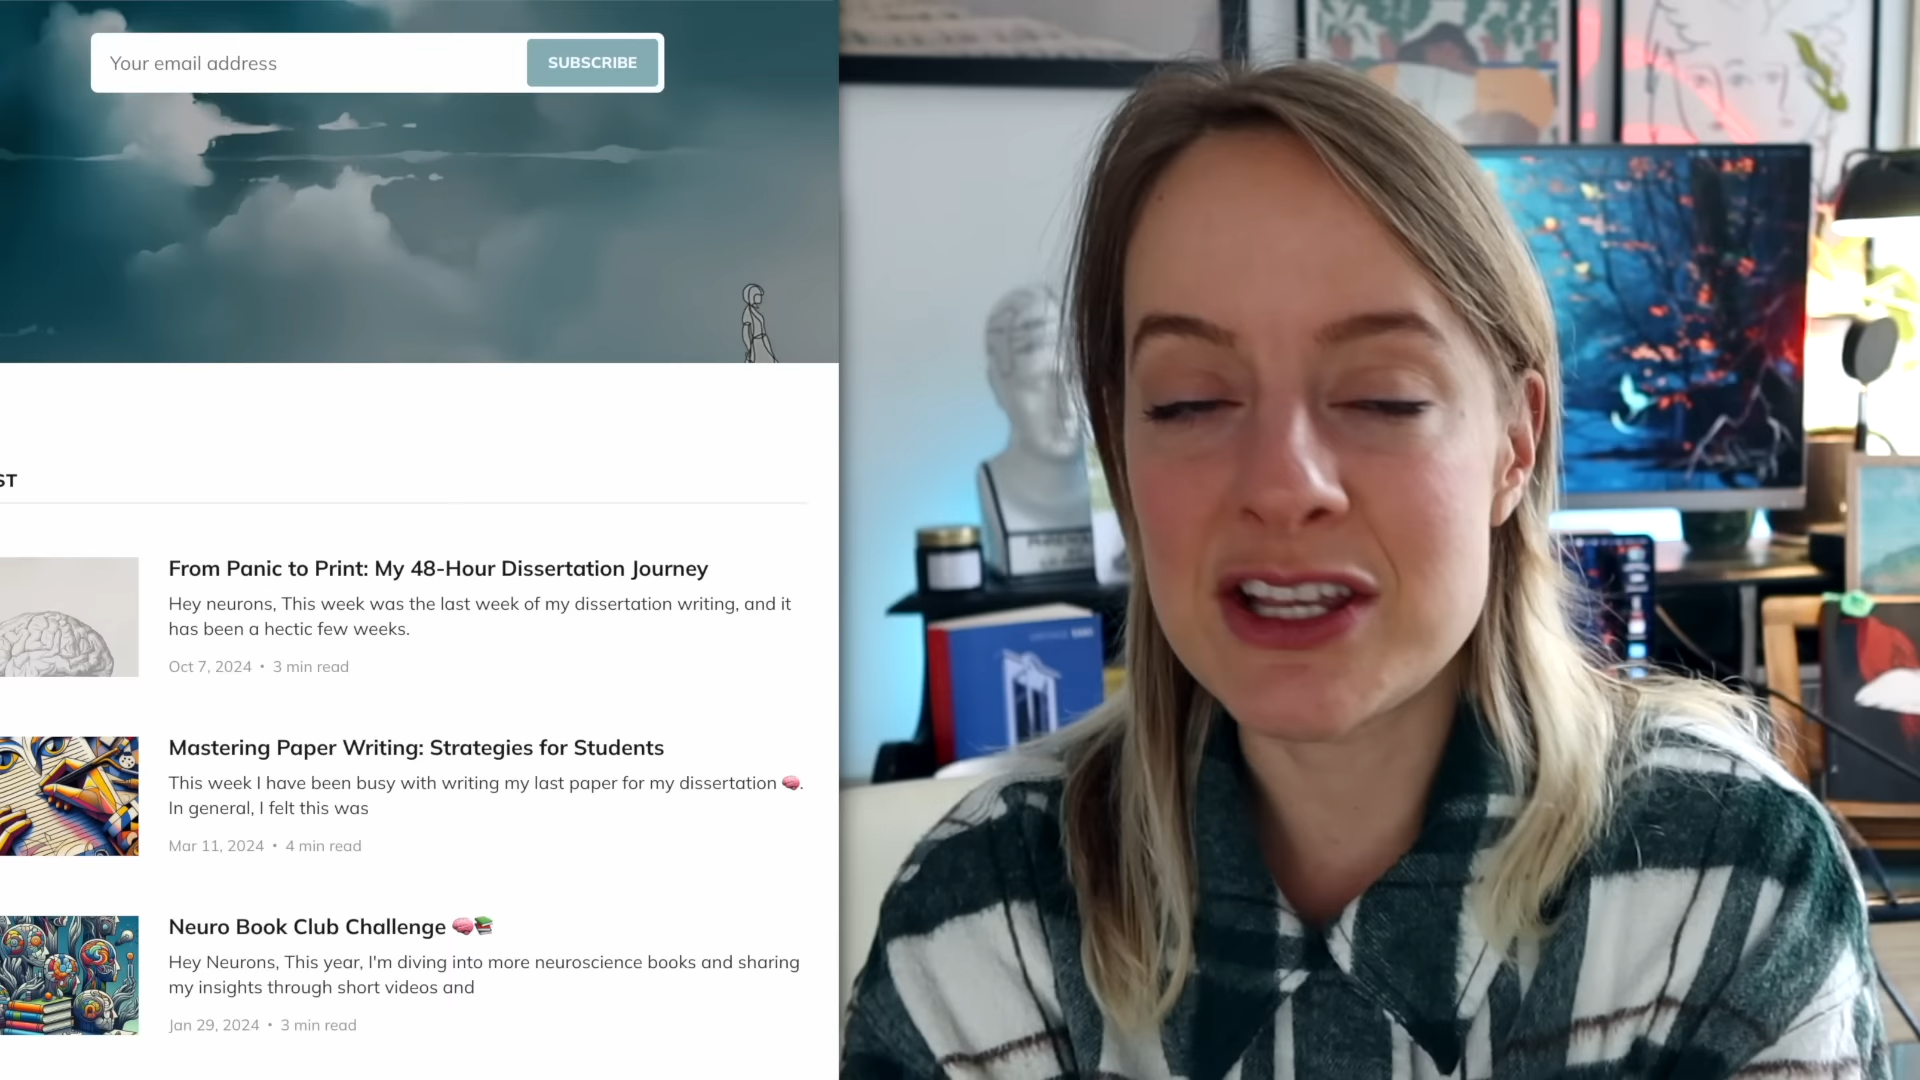 Your email address
SUBSCRIBE
ST
From Panic to Print: My 48-Hour Dissertation Journey
Hey neurons, This week was the last week of my dissertation writing, and it
has been a hectic few weeks.
Oct 7, 2024 • 3 min read
Mastering Paper Writing: Strategies for Students
This week I have been busy with writing my last paper for my dissertation 🧠.
In general, I felt this was
Mar 11, 2024 • 4 min read
Neuro Book Club Challenge 🧠📚
Hey Neurons, This year, I'm diving into more neuroscience books and sharing
my insights through short videos and
Jan 29, 2024 • 3 min read